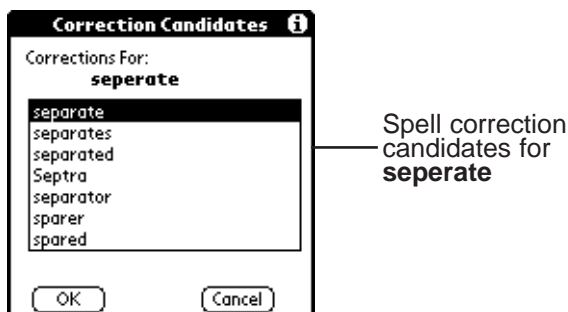 Correction Candidates i
Corrections For:
seperate
separate
separates
separated
Septra
separator
sparer
spared
OK Cancel
Spell correction
candidates for
seperate